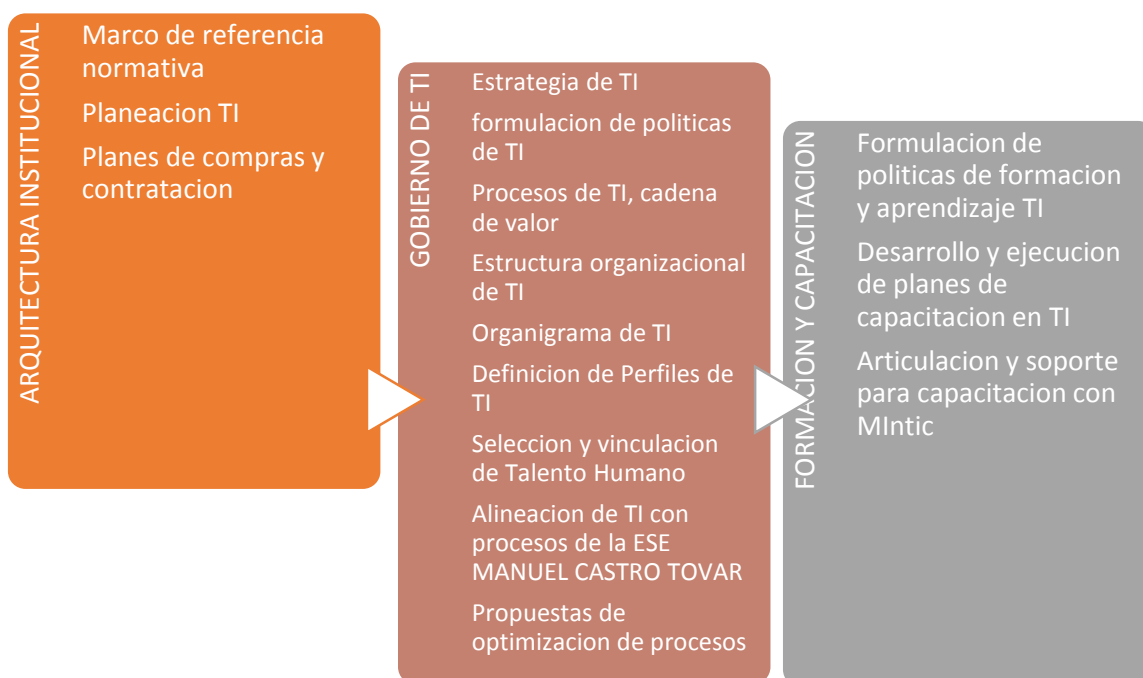 ARQUITECTURA INSTITUCIONAL
Marco de referencia
normativa
Planeacion TI
Planes de compras y
contratacion
GOBIERNO DE TI
Estrategia de TI
formulacion de politicas
de TI
Procesos de TI, cadena
de valor
Estructura organizacional
de TI
Organigrama de TI
Definicion de Perfiles de
TI
Seleccion y vinculacion
de Talento Humano
Alineacion de TI con
procesos de la ESE
MANUEL CASTRO TOVAR
Propuestas de
optimizacion de procesos
FORMACION Y CAPACITACION
Formulacion de
politicas de formacion
y aprendizaje TI
Desarrollo y ejecucion
de planes de
capacitacion en TI
Articulacion y soporte
para capacitacion con
MIntic